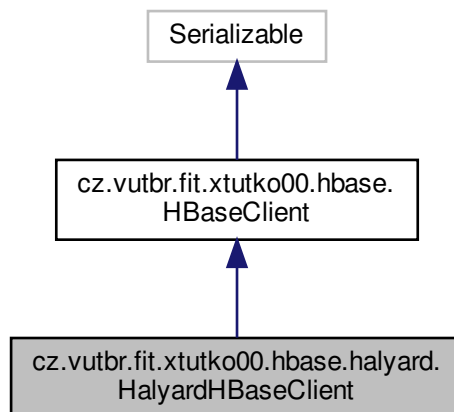 Serializable
cz.vutbr.fit.xtutko00.hbase.
HBaseClient
cz.vutbr.fit.xtutko00.hbase.halyard.
HalyardHBaseClient